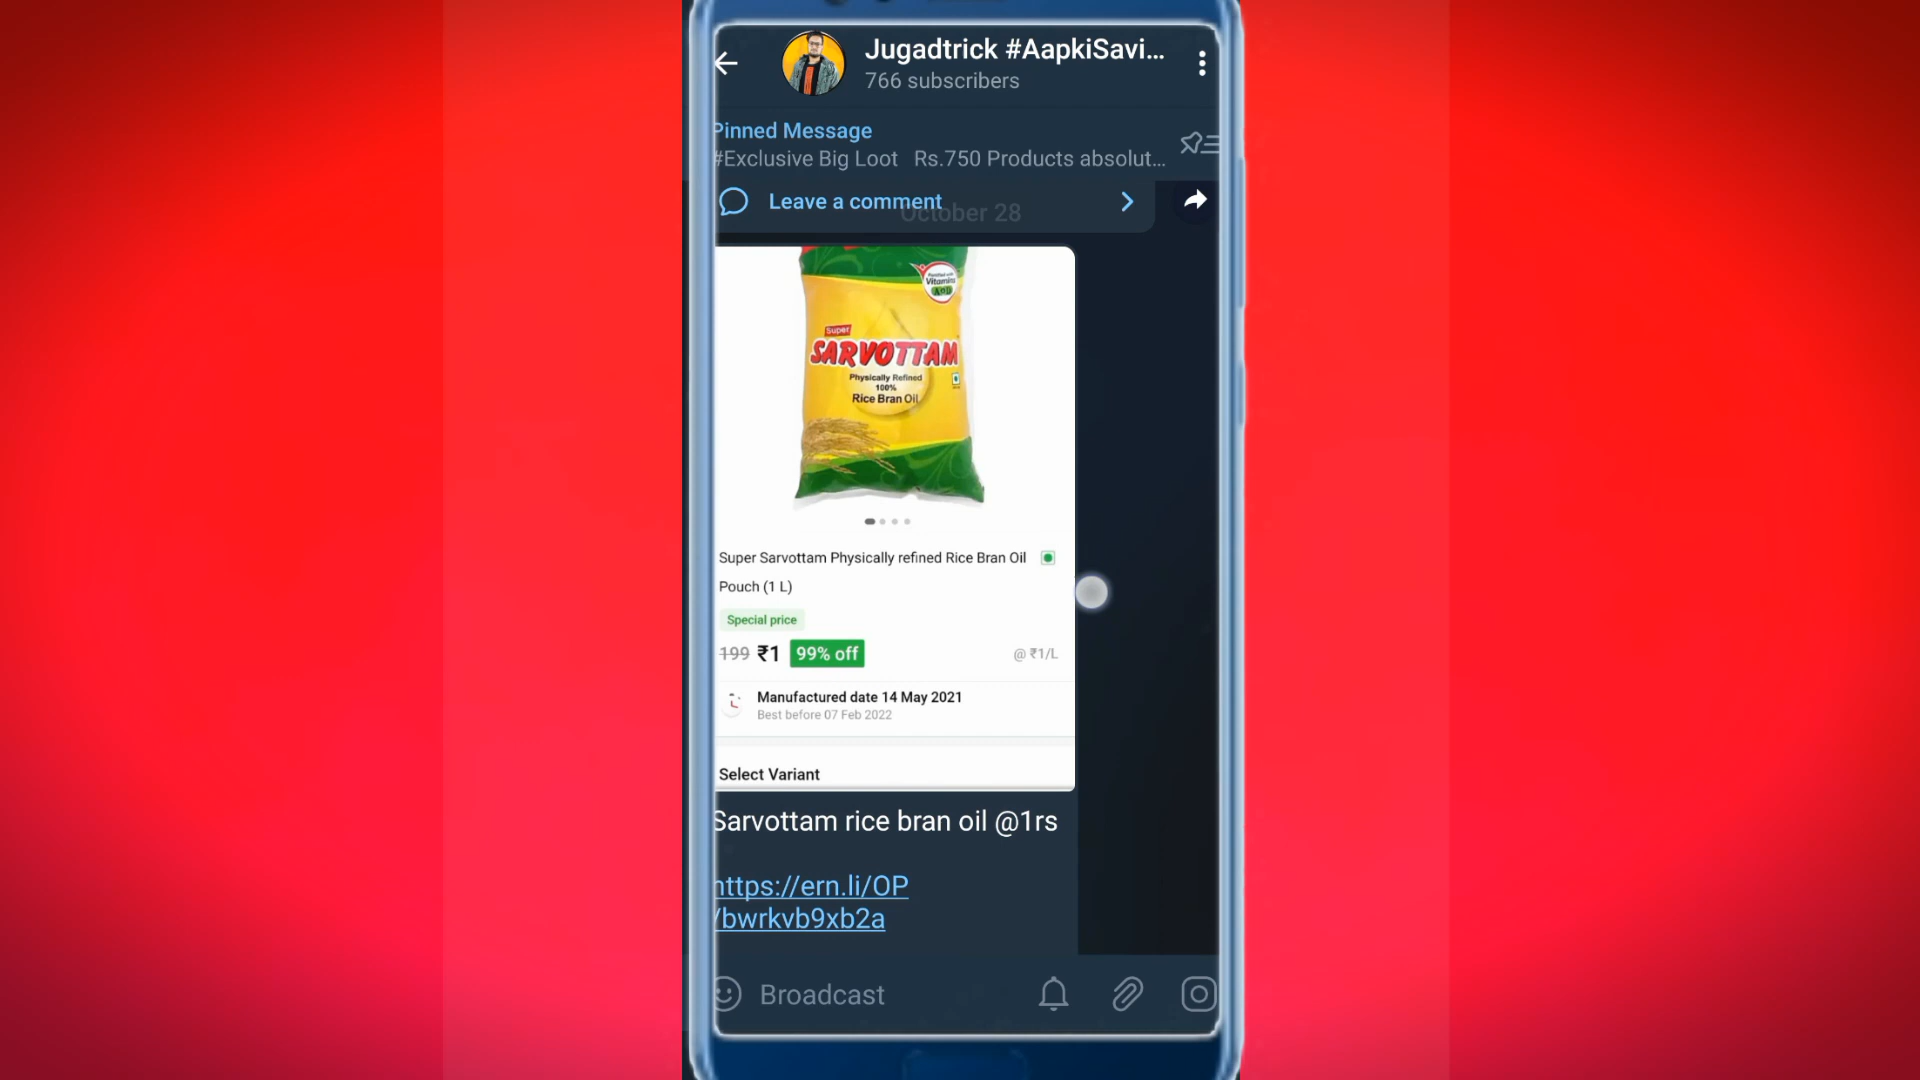 Jugadtrick #AapkiSavi...
766 subscribers
Pinned Message
#Exclusive Big Loot Rs.750 Products absolut...
Leave a comment
October 28
Vitamins
A & D
Super
SARVOTTAM
Physically Refined
100%
Rice Bran Oil
Super Sarvottam Physically refined Rice Bran Oil
Pouch (1 L)
Special price
199 ₹1 99% off @ ₹1/L
Manufactured date 14 May 2021
Best before 07 Feb 2022
Select Variant
Sarvottam rice bran oil @1rs
https://ern.li/OP
/bwrkvb9xb2a
Broadcast